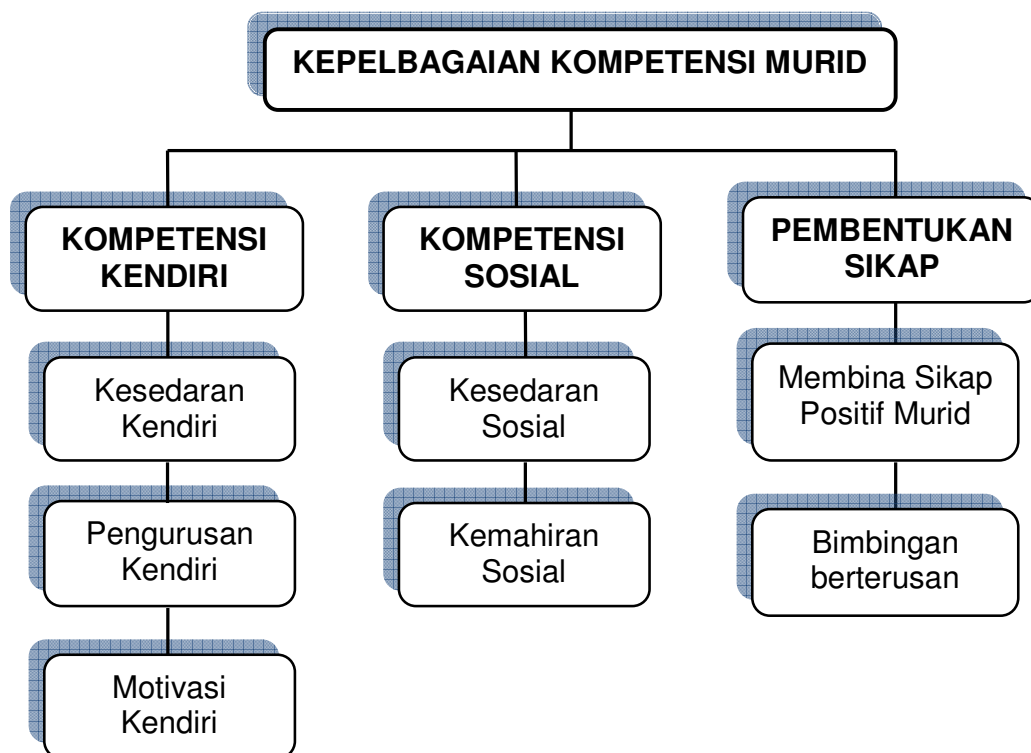 KEPELBAGAIAN KOMPETENSI MURID
KOMPETENSI
KENDIRI
KOMPETENSI
SOSIAL
PEMBENTUKAN
SIKAP
Kesedaran
Kendiri
Kesedaran
Sosial
Membina Sikap
Positif Murid
Pengurusan
Kendiri
Kemahiran
Sosial
Bimbingan
berterusan
Motivasi
Kendiri